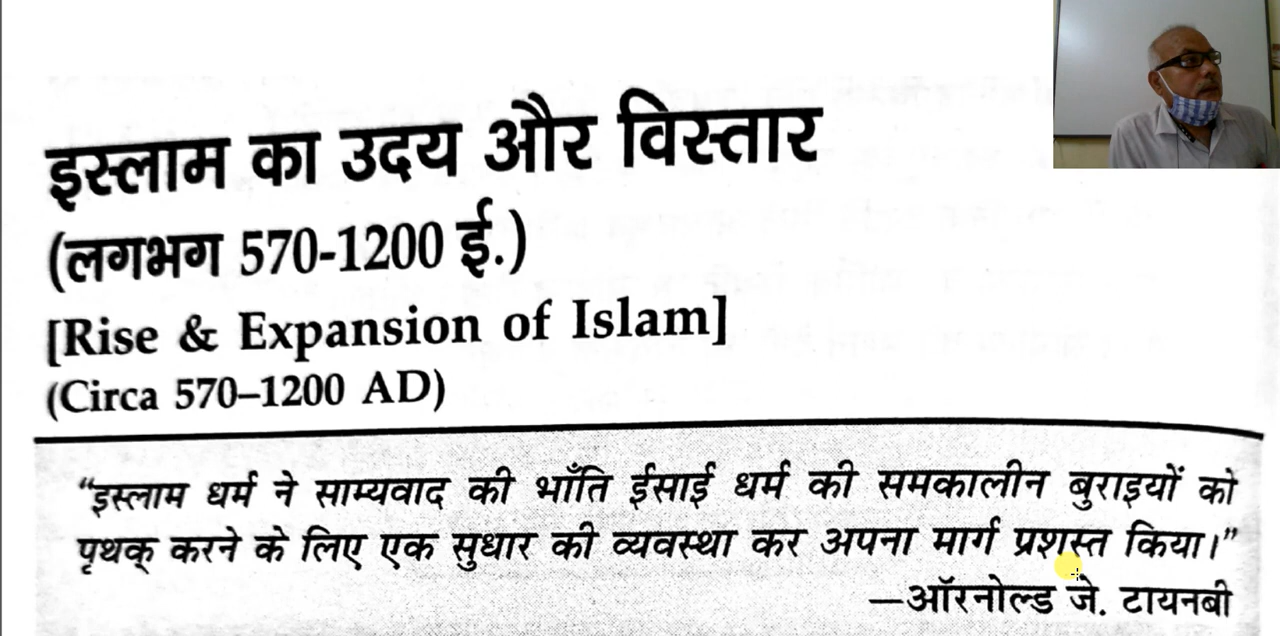 इस्लाम का उदय और विस्तार
(लगभग 570-1200 ई.)
[Rise & Expansion of Islam]
(Circa 570–1200 AD)
“इस्लाम धर्म ने साम्यवाद की भाँति ईसाई धर्म की समकालीन बुराइयों को
पृथक् करने के लिए एक सुधार की व्यवस्था कर अपना मार्ग प्रशस्त किया।”
—ऑरनोल्ड जे. टायनबी